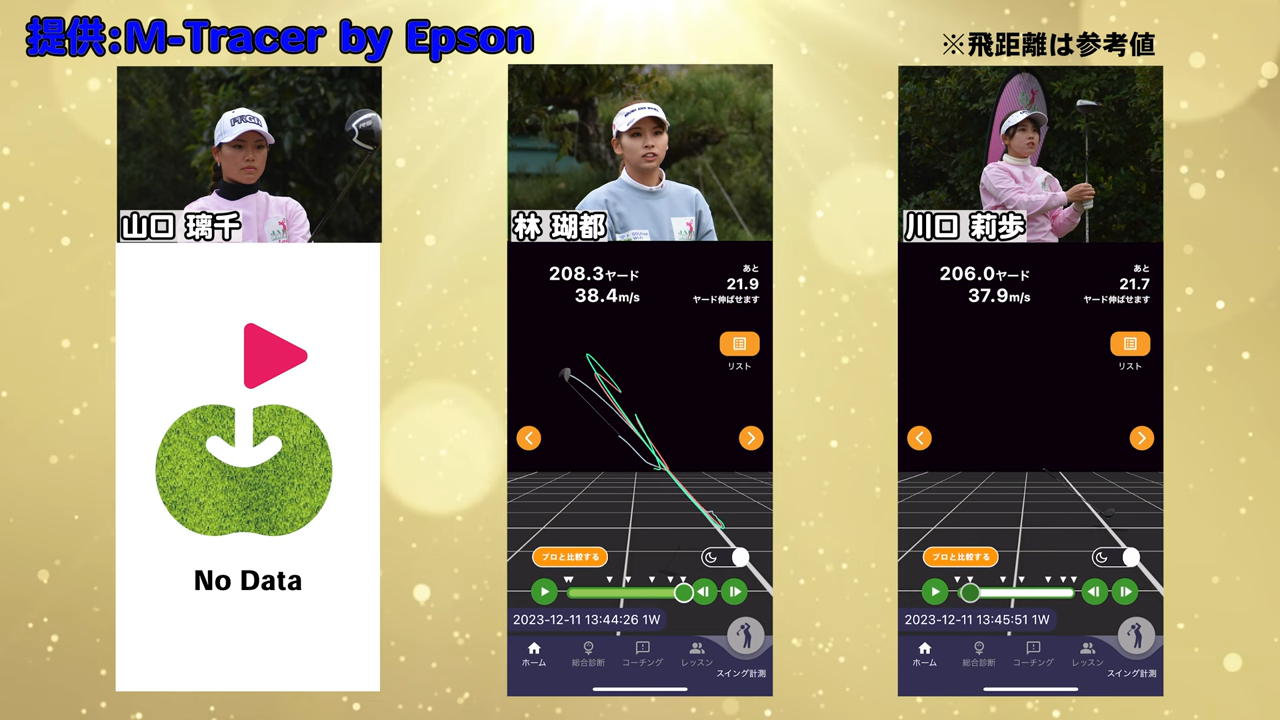 提供:M-Tracer by Epson
※飛距離は参考値
PRGR
山口 璃千
No Data
林 瑚都
208.3ヤード
38.4m/s
あと
21.9
ヤード伸ばせます
リスト
プロと比較する
2023-12-11 13:44:26 1W
ホーム
総合診断
コーチング
レッスン
スイング計測
川口 莉歩
206.0ヤード
37.9m/s
あと
21.7
ヤード伸ばせます
リスト
プロと比較する
2023-12-11 13:45:51 1W
ホーム
総合診断
コーチング
レッスン
スイング計測